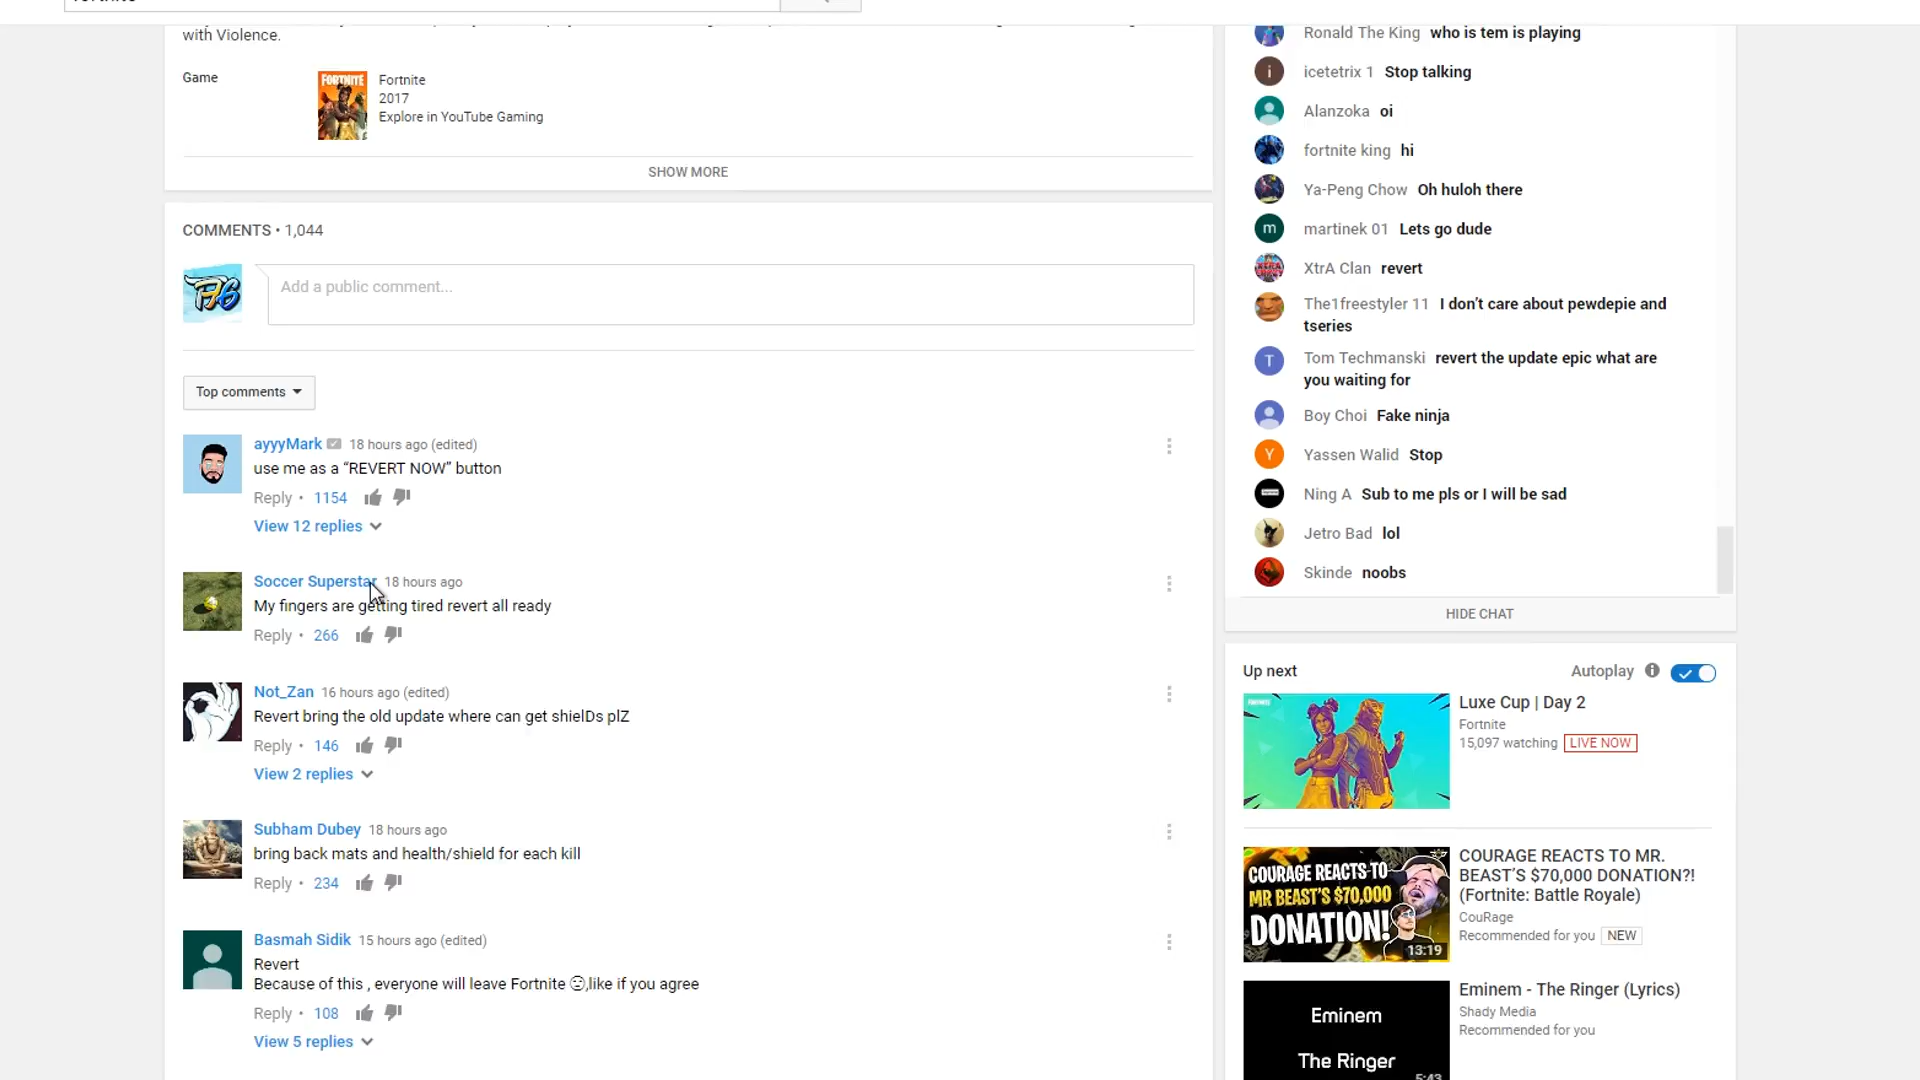 with Violence.
Game
FORTNITE
Fortnite
2017
Explore in YouTube Gaming
SHOW MORE
COMMENTS • 1,044
Add a public comment...
Top comments
ayyyMark 18 hours ago (edited)
use me as a “REVERT NOW” button
Reply • 1154
View 12 replies
Soccer Superstar 18 hours ago
My fingers are getting tired revert all ready
Reply • 266
Not_Zan 16 hours ago (edited)
Revert bring the old update where can get shielDs plZ
Reply • 146
View 2 replies
Subham Dubey 18 hours ago
bring back mats and health/shield for each kill
Reply • 234
Basmah Sidik 15 hours ago (edited)
Revert
Because of this , everyone will leave Fortnite 😑,like if you agree
Reply • 108
View 5 replies
Ronald The King who is tem is playing
i icetetrix 1 Stop talking
Alanzoka oi
fortnite king hi
Ya-Peng Chow Oh huloh there
m martinek 01 Lets go dude
XtrA Clan revert
The1freestyler 11 I don’t care about pewdepie and
tseries
T Tom Techmanski revert the update epic what are
you waiting for
Boy Choi Fake ninja
Y Yassen Walid Stop
Ning A Sub to me pls or I will be sad
Jetro Bad lol
Skinde noobs
HIDE CHAT
Up next Autoplay
Luxe Cup | Day 2
Fortnite
15,097 watching LIVE NOW
COURAGE REACTS TO
MR BEAST'S $70,000
DONATION!
13:19
COURAGE REACTS TO MR.
BEAST'S $70,000 DONATION?!
(Fortnite: Battle Royale)
CouRage
Recommended for you NEW
Eminem
The Ringer
5:43
Eminem - The Ringer (Lyrics)
Shady Media
Recommended for you